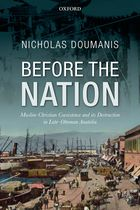 OXFORD
NICHOLAS DOUMANIS
BEFORE THE
NATION
Muslim-Christian Coexistence and its Destruction
in Late Ottoman Anatolia